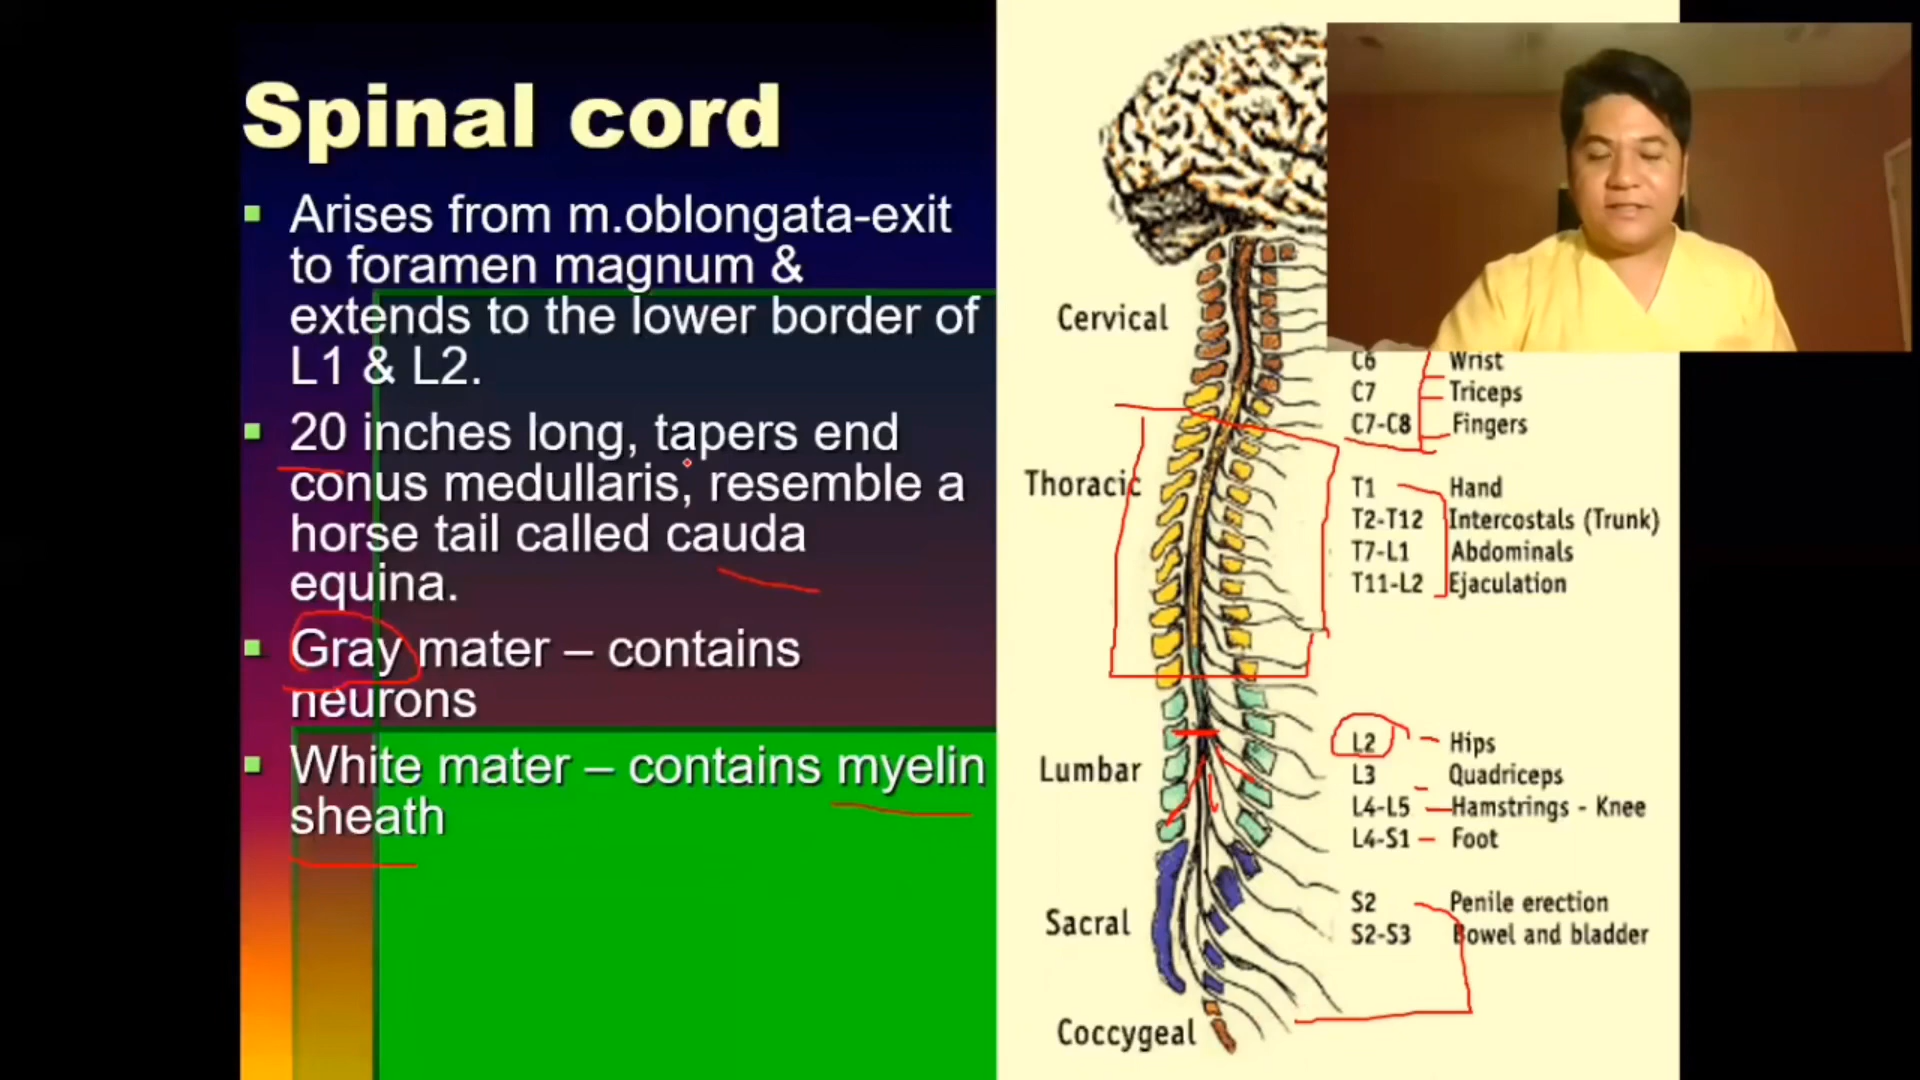 Spinal cord
Arises from m.oblongata-exit
to foramen magnum &
extends to the lower border of
L1 & L2.
20 inches long, tapers end
conus medullaris, resemble a
horse tail called cauda
equina.
Gray mater – contains
neurons
White mater – contains myelin
sheath
Cervical
Thoracic
Lumbar
Sacral
Coccygeal
C6 Wrist
C7 Triceps
C7-C8 Fingers
T1 Hand
T2-T12 Intercostals (Trunk)
T7-L1 Abdominals
T11-L2 Ejaculation
L2 Hips
L3 Quadriceps
L4-L5 Hamstrings - Knee
L4-S1 Foot
S2 Penile erection
S2-S3 Bowel and bladder